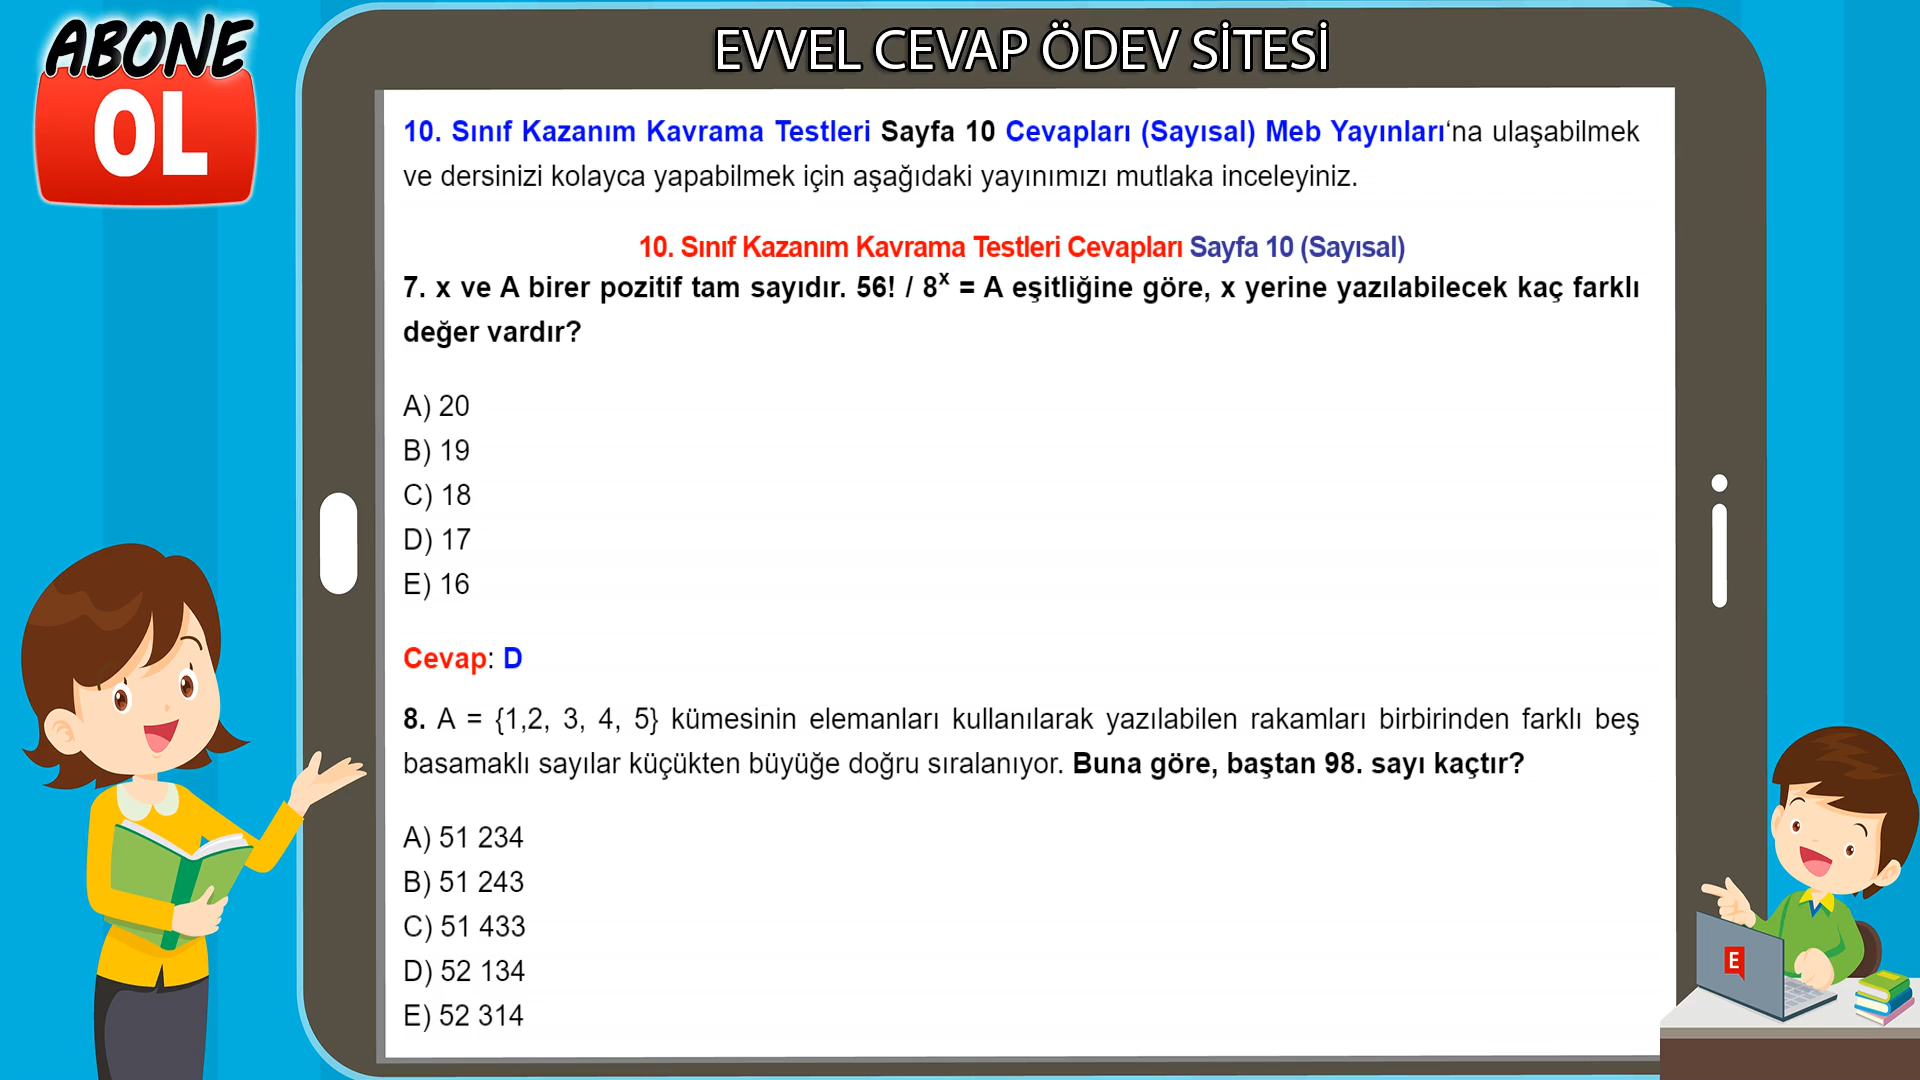 ABONE
OL
EVVEL CEVAP ÖDEV SİTESİ
10. Sınıf Kazanım Kavrama Testleri Sayfa 10 Cevapları (Sayısal) Meb Yayınları‘na ulaşabilmek
ve dersinizi kolayca yapabilmek için aşağıdaki yayınımızı mutlaka inceleyiniz.
10. Sınıf Kazanım Kavrama Testleri Cevapları Sayfa 10 (Sayısal)
7. x ve A birer pozitif tam sayıdır. 56! / 8ˣ = A eşitliğine göre, x yerine yazılabilecek kaç farklı
değer vardır?
A) 20
B) 19
C) 18
D) 17
E) 16
Cevap: D
8. A = {1,2, 3, 4, 5} kümesinin elemanları kullanılarak yazılabilen rakamları birbirinden farklı beş
basamaklı sayılar küçükten büyüğe doğru sıralanıyor. Buna göre, baştan 98. sayı kaçtır?
A) 51 234
B) 51 243
C) 51 433
D) 52 134
E) 52 314
E